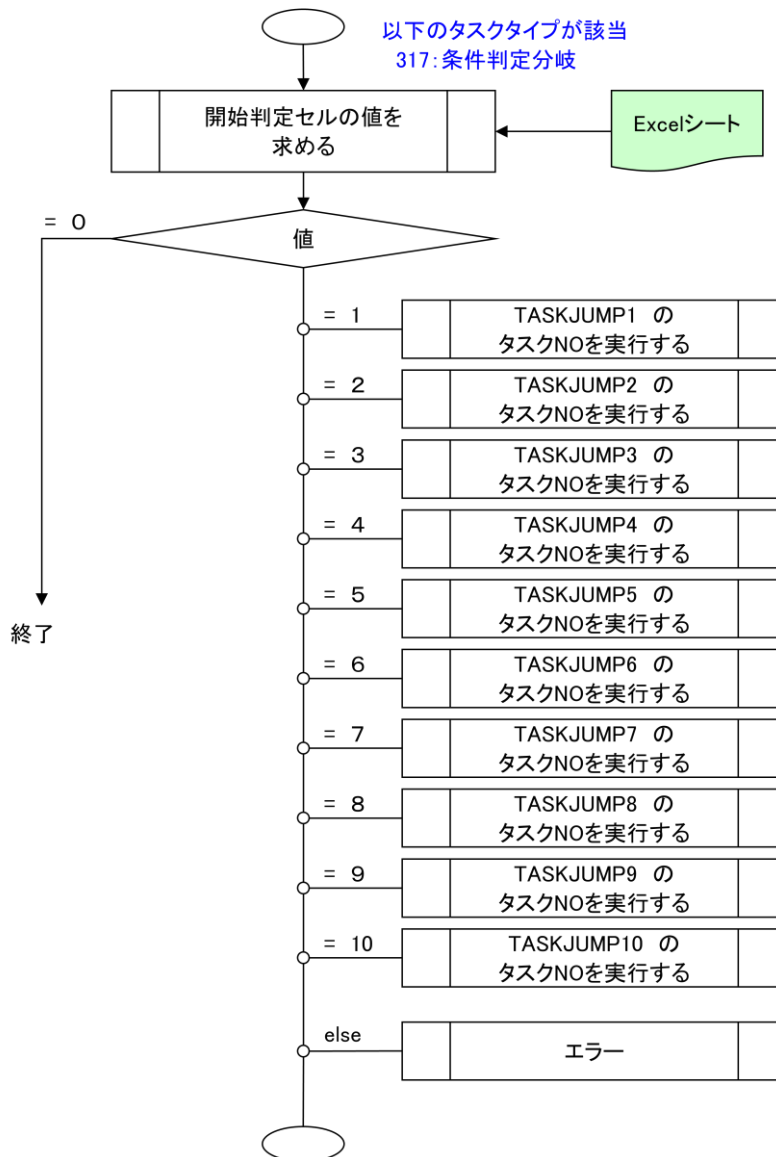 以下のタスクタイプが該当
317:条件判定分岐
開始判定セルの値を
求める
Excelシート
= 0
値
= 1
TASKJUMP1 の
タスクNOを実行する
= 2
TASKJUMP2 の
タスクNOを実行する
= 3
TASKJUMP3 の
タスクNOを実行する
= 4
TASKJUMP4 の
タスクNOを実行する
= 5
TASKJUMP5 の
タスクNOを実行する
終了
= 6
TASKJUMP6 の
タスクNOを実行する
= 7
TASKJUMP7 の
タスクNOを実行する
= 8
TASKJUMP8 の
タスクNOを実行する
= 9
TASKJUMP9 の
タスクNOを実行する
= 10
TASKJUMP10 の
タスクNOを実行する
else
エラー